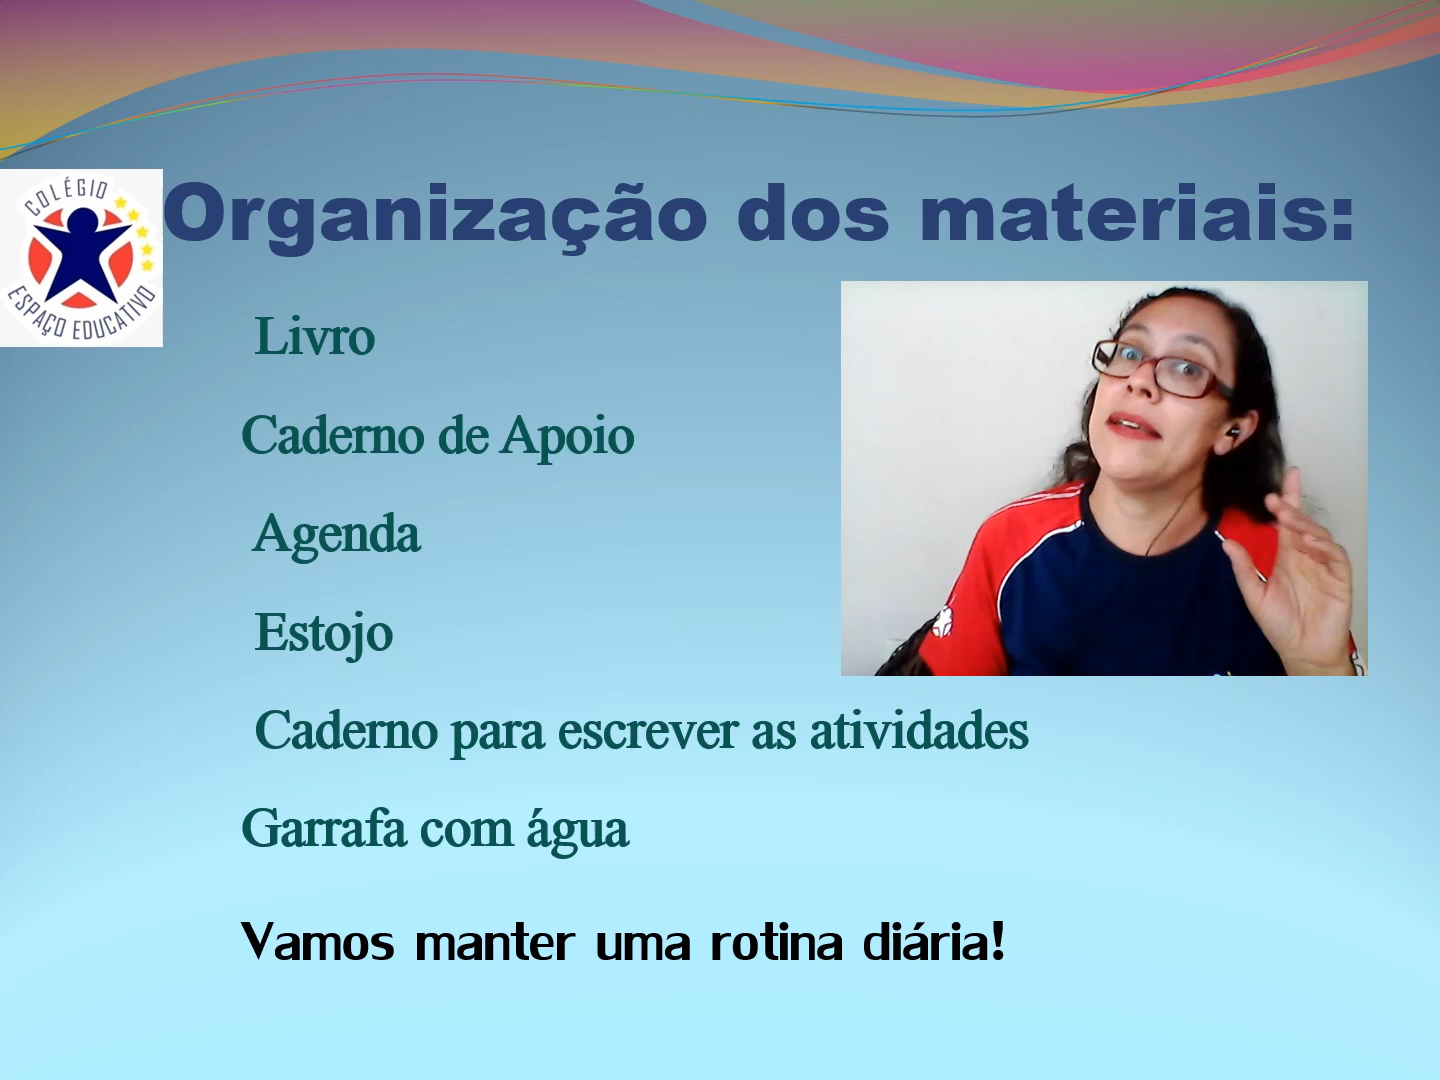 COLÉGIO
ESPAÇO EDUCATIVO
Organização dos materiais:
Livro
Caderno de Apoio
Agenda
Estojo
Caderno para escrever as atividades
Garrafa com água
Vamos manter uma rotina diária!